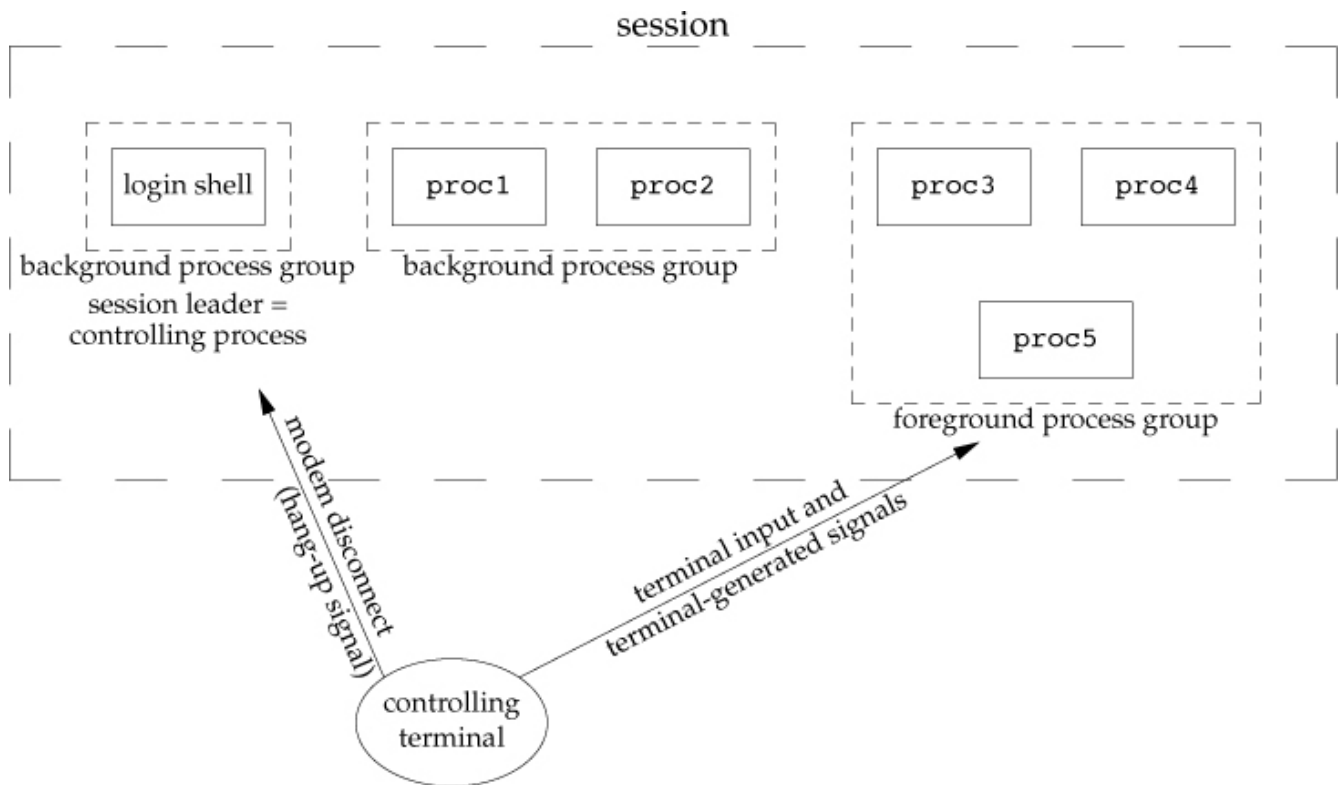 session
login shell
proc1
proc2
proc3
proc4
background process group
session leader =
controlling process
background process group
proc5
foreground process group
modem disconnect
(hang-up signal)
terminal input and
terminal-generated signals
controlling
terminal